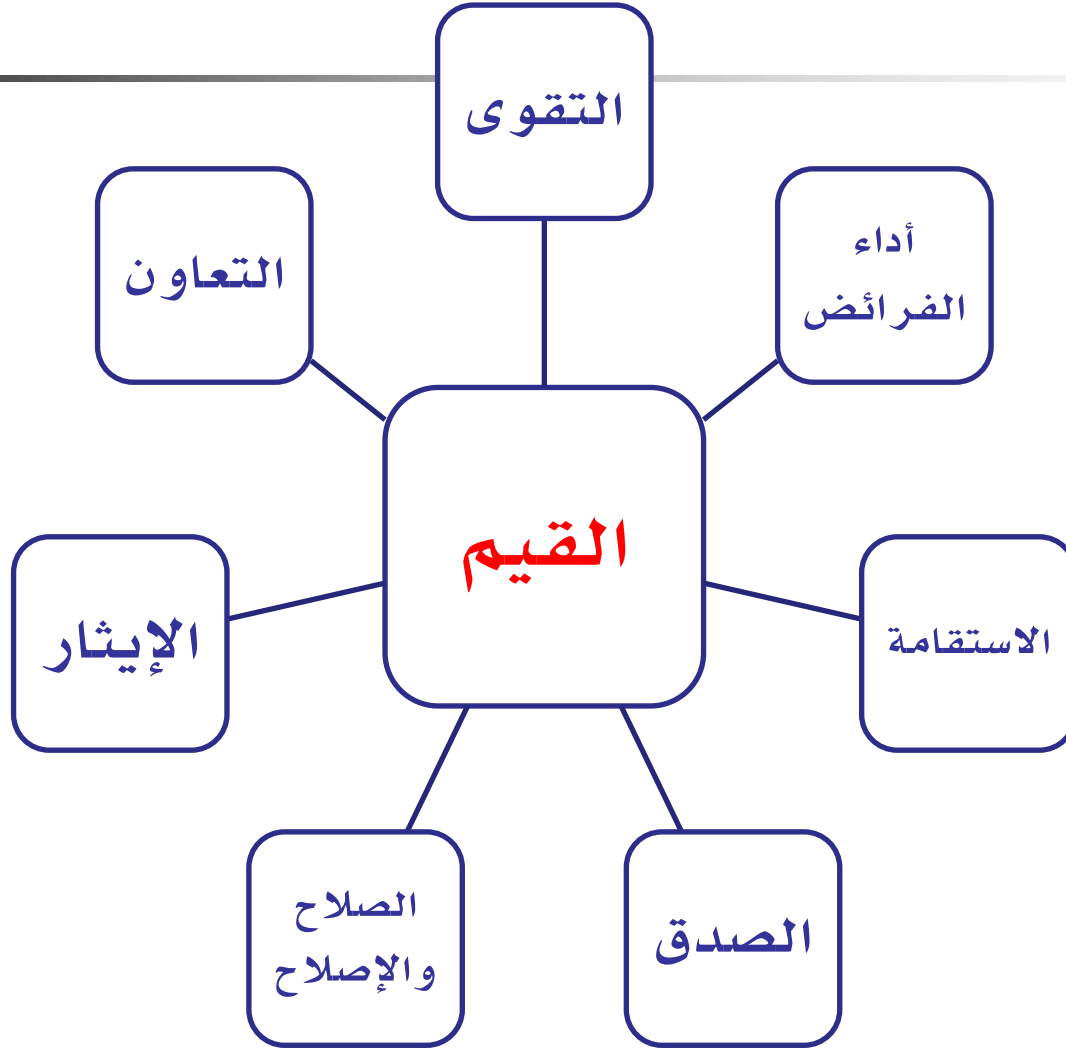 التقوى
أداء
الفرائض
التعاون
القيم
الاستقامة
الإيثار
الصدق
الصلاح
والإصلاح